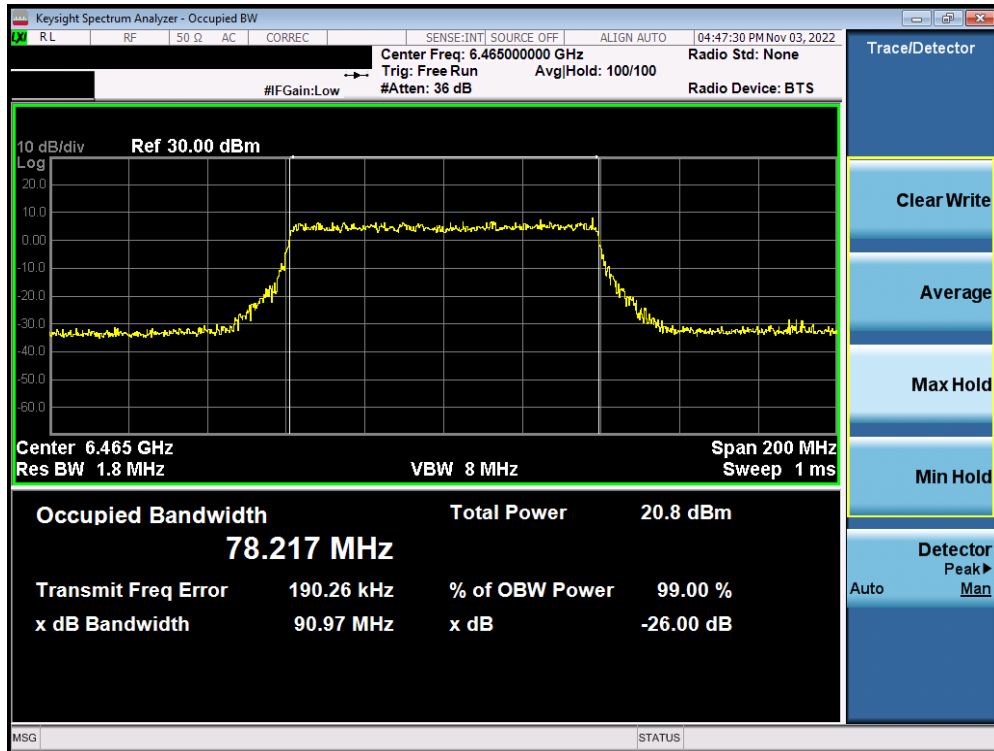 Keysight Spectrum Analyzer - Occupied BW
LXI RL RF 50 Ω AC CORREC SENSE:INT SOURCE OFF ALIGN AUTO 04:47:30 PM Nov 03, 2022
Center Freq: 6.465000000 GHz Radio Std: None
Trig: Free Run Avg|Hold: 100/100
#IFGain:Low #Atten: 36 dB Radio Device: BTS
Trace/Detector
10 dB/div Ref 30.00 dBm
Log
20.0
10.0
0.00
-10.0
-20.0
-30.0
-40.0
-50.0
-60.0
Center 6.465 GHz Span 200 MHz
Res BW 1.8 MHz VBW 8 MHz Sweep 1 ms
Occupied Bandwidth Total Power 20.8 dBm
78.217 MHz
Transmit Freq Error 190.26 kHz % of OBW Power 99.00 %
x dB Bandwidth 90.97 MHz x dB -26.00 dB
Clear Write
Average
Max Hold
Min Hold
Detector
Peak▶
Auto Man
MSG STATUS